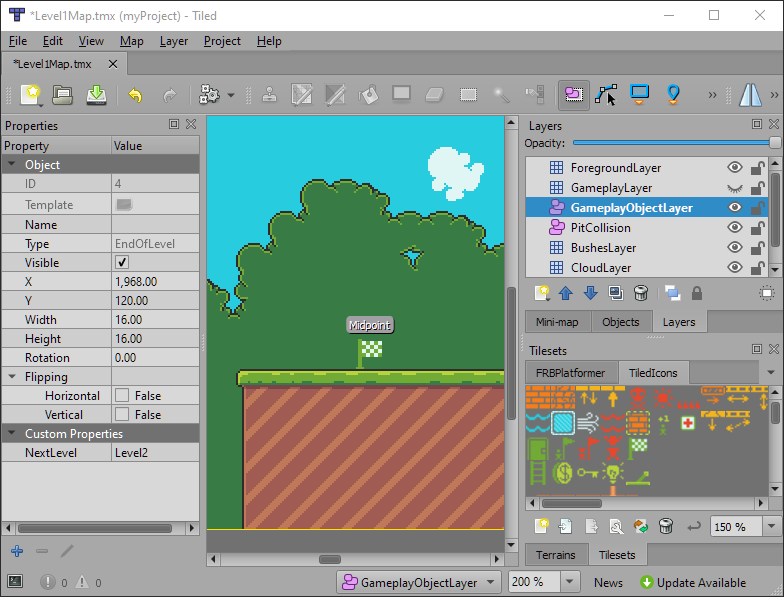 *Level1Map.tmx (myProject) - Tiled
File Edit View Map Layer Project Help
*Level1Map.tmx
Properties
Property Value
Object
ID 4
Template
Name
Type EndOfLevel
Visible
X 1,968.00
Y 120.00
Width 16.00
Height 16.00
Rotation 0.00
Flipping
Horizontal False
Vertical False
Custom Properties
NextLevel Level2
0 0
Midpoint
GameplayObjectLayer
200 %
News
Update Available
Layers
Opacity:
ForegroundLayer
GameplayLayer
GameplayObjectLayer
PitCollision
BushesLayer
CloudLayer
Mini-map Objects Layers
Tilesets
FRBPlatformer TiledIcons
150 %
Terrains Tilesets